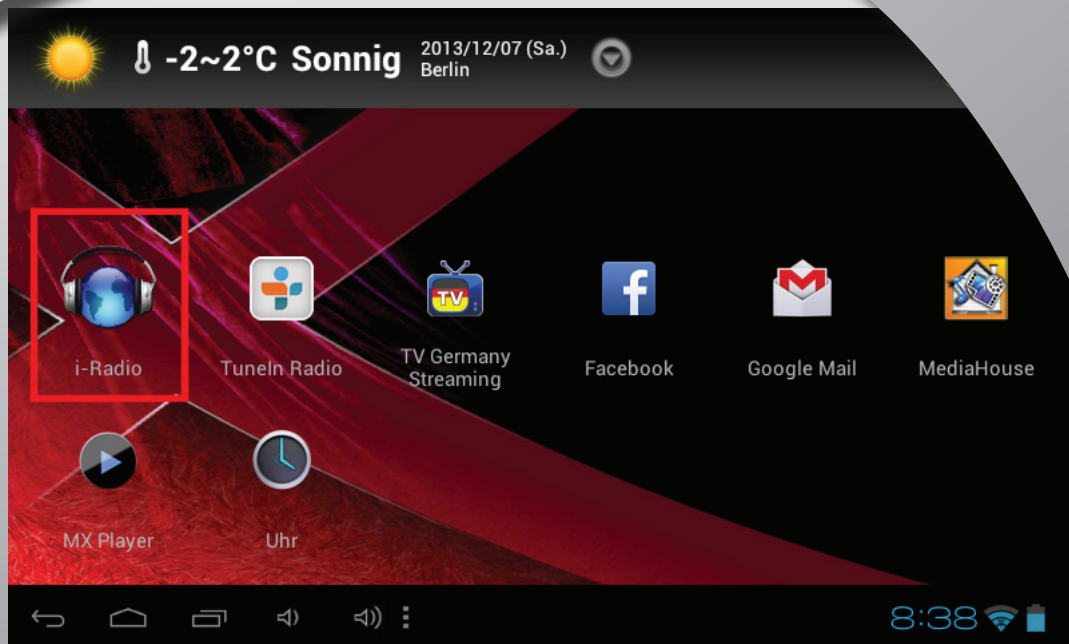 -2~2°C Sonnig
2013/12/07 (Sa.)
Berlin
i-Radio
TuneIn Radio
TV
TV Germany
Streaming
f
Facebook
M
Google Mail
MediaHouse
MX Player
Uhr
8:38